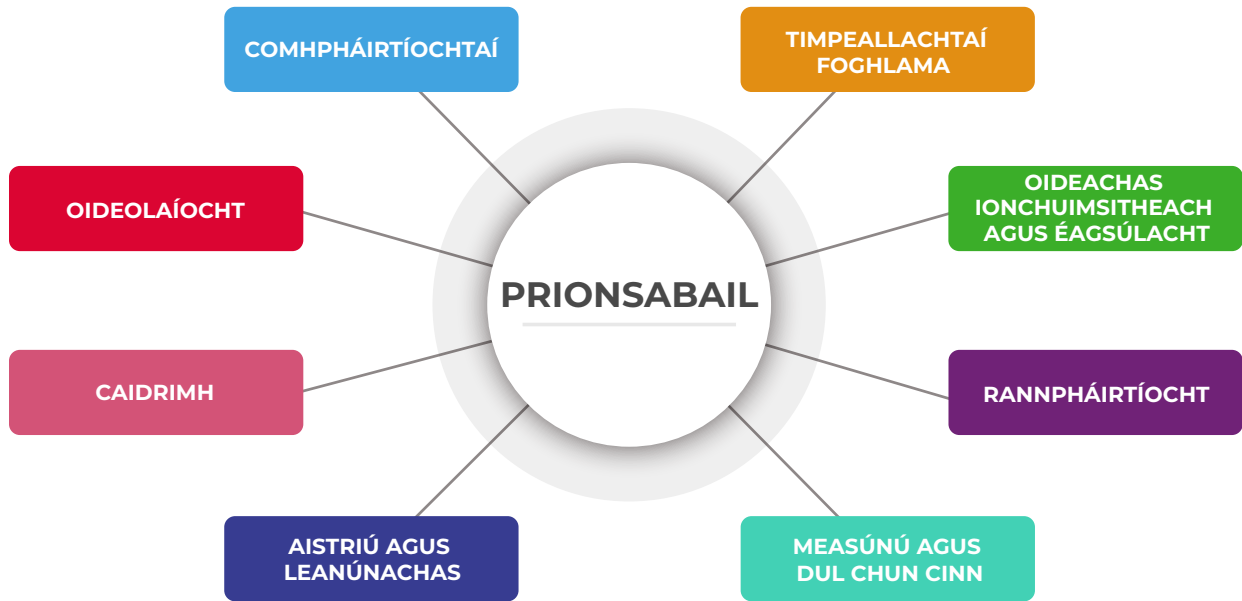 COMHPHÁIRTÍOCHTAÍ
TIMPEALLACHTAÍ
FOGHLAMA
OIDEOLAÍOCHT
OIDEACHAS
IONCHUIMSITHEACH
AGUS ÉAGSÚLACHT
PRIONSABAIL
CAIDRIMH
RANNPHÁIRTÍOCHT
AISTRIÚ AGUS
LEANÚNACHAS
MEASÚNÚ AGUS
DUL CHUN CINN